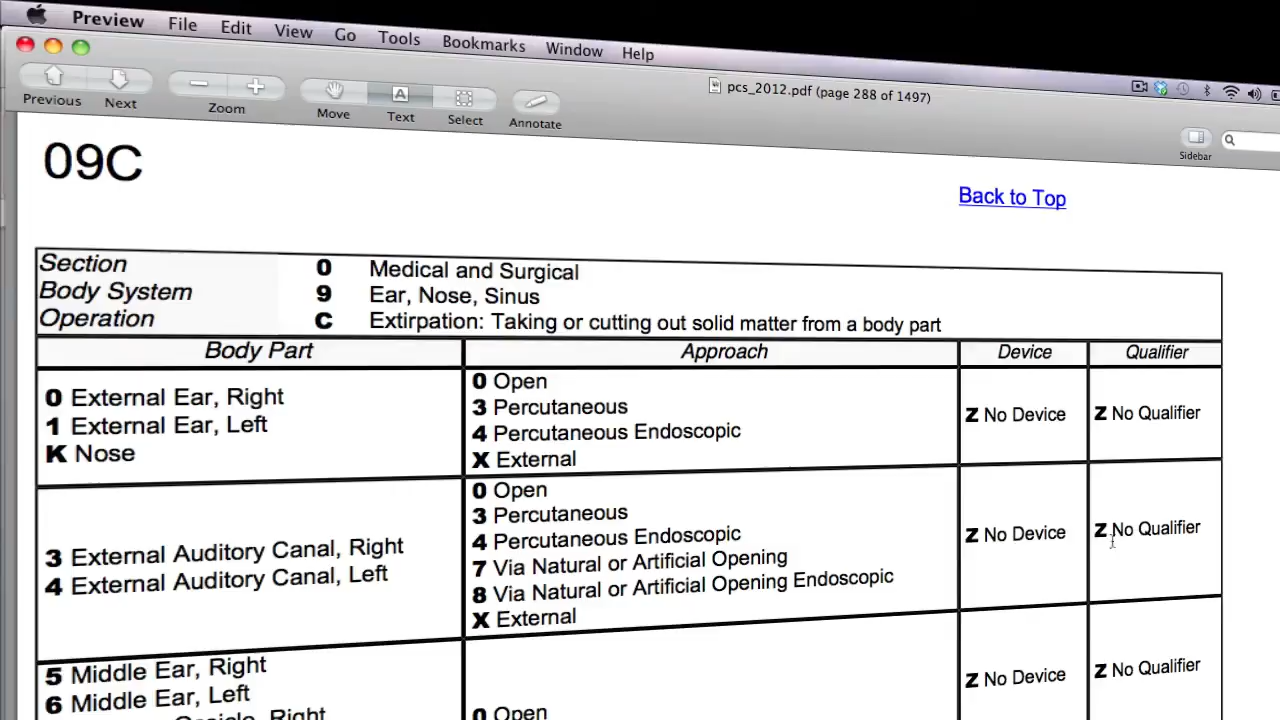 Preview File Edit View Go Tools Bookmarks Window Help
pcs_2012.pdf (page 288 of 1497)
Previous Next Zoom Move Text Select Annotate Sidebar
09C
Back to Top
Section 0 Medical and Surgical
Body System 9 Ear, Nose, Sinus
Operation C Extirpation: Taking or cutting out solid matter from a body part
Body Part Approach Device Qualifier
0 External Ear, Right
1 External Ear, Left
K Nose
0 Open
3 Percutaneous
4 Percutaneous Endoscopic
X External
Z No Device
Z No Qualifier
3 External Auditory Canal, Right
4 External Auditory Canal, Left
0 Open
3 Percutaneous
4 Percutaneous Endoscopic
7 Via Natural or Artificial Opening
8 Via Natural or Artificial Opening Endoscopic
X External
Z No Device
Z No Qualifier
5 Middle Ear, Right
6 Middle Ear, Left
Right
0 Open
Z No Device
Z No Qualifier